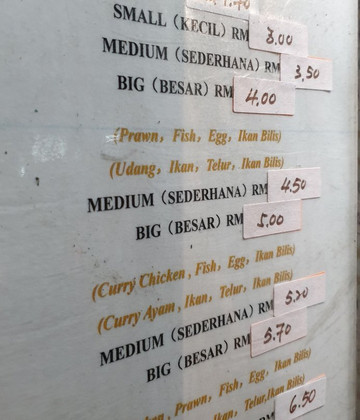 SMALL (KECIL) RM 3.00
MEDIUM (SEDERHANA) RM 3.50
BIG (BESAR) RM 4.00
(Prawn, Fish, Egg, Ikan Bilis)
(Udang, Ikan, Telur, Ikan Bilis)
MEDIUM (SEDERHANA) RM 4.50
BIG (BESAR) RM 5.00
(Curry Chicken, Fish, Egg, Ikan Bilis)
(Curry Ayam, Ikan, Telur, Ikan Bilis)
MEDIUM (SEDERHANA) RM 5.20
BIG (BESAR) RM 5.70
Prawn, Fish, Egg, Ikan Bilis)
Ikan, Telur, Ikan Bilis)
6.50